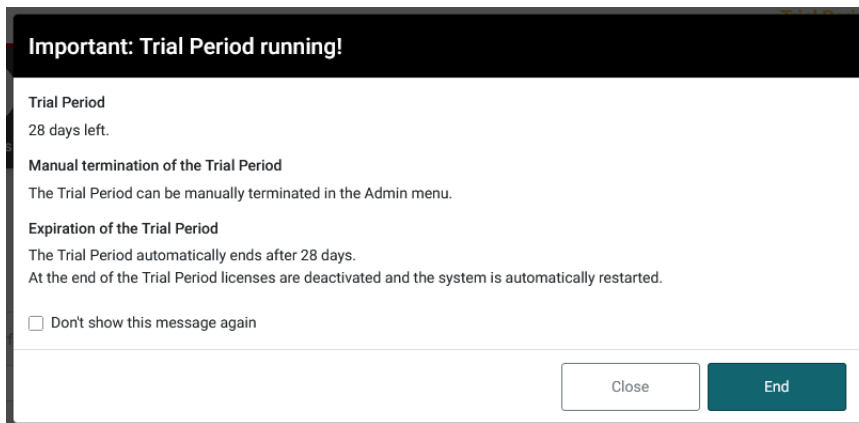 Important: Trial Period running!
Trial Period
28 days left.
Manual termination of the Trial Period
The Trial Period can be manually terminated in the Admin menu.
Expiration of the Trial Period
The Trial Period automatically ends after 28 days.
At the end of the Trial Period licenses are deactivated and the system is automatically restarted.
Don't show this message again
Close
End